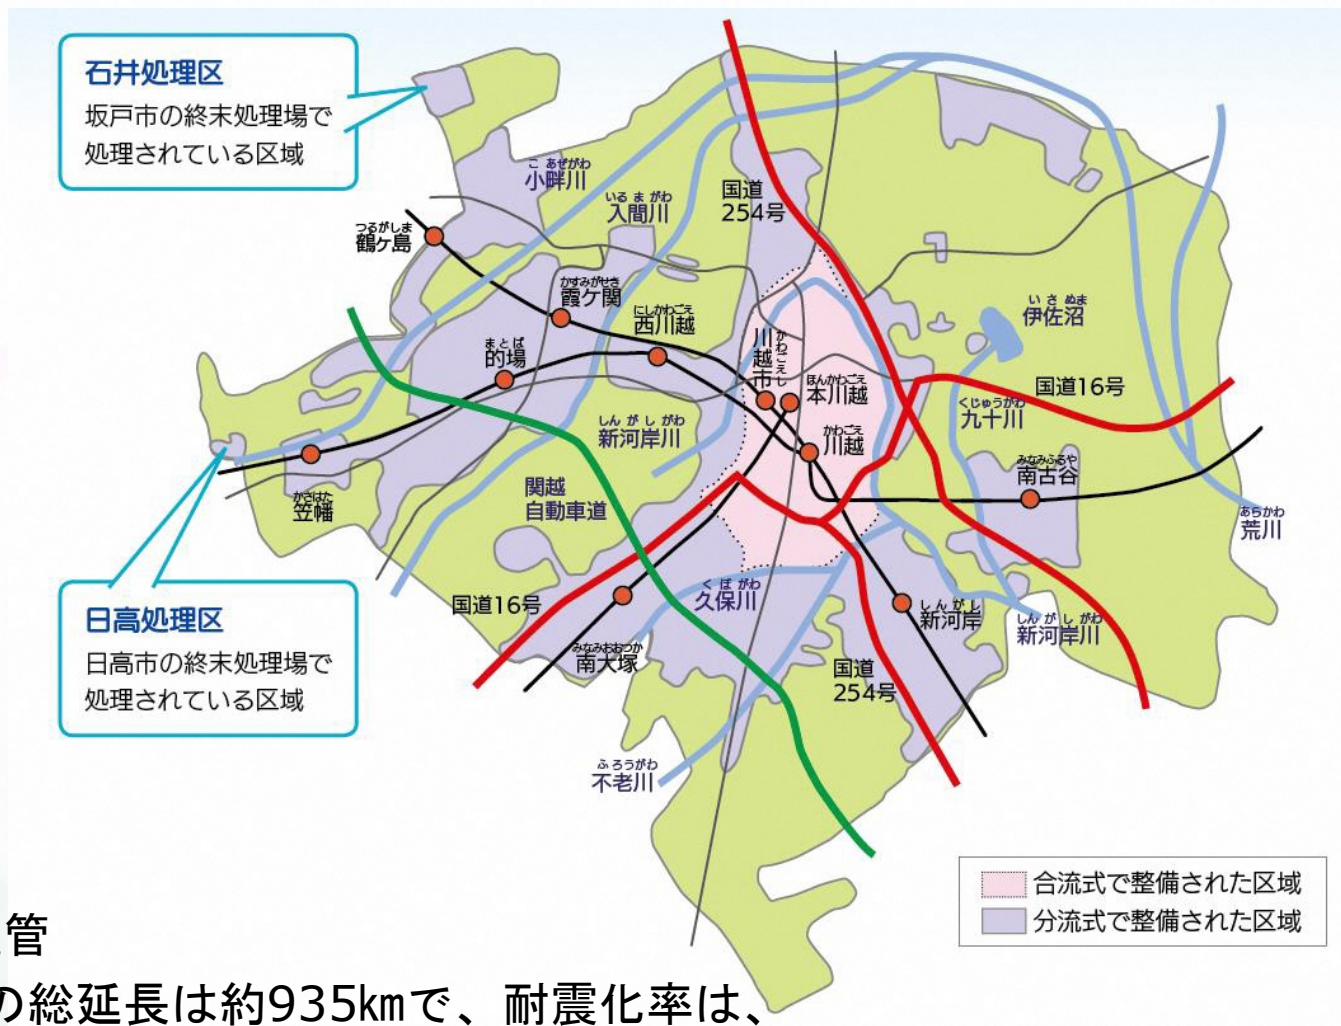 石井処理区
坂戸市の終末処理場で
処理されている区域
こあぜがわ
小畔川
いるまがわ
入間川
国道
254号
つるがしま
鶴ヶ島
かすみがせき
霞ケ関
にしかわごえ
西川越
まとば
的場
かわごえし
川越市
ほんかわごえ
本川越
かわごえ
川越
いさぬま
伊佐沼
国道16号
くじゅうがわ
九十川
みなみふるや
南古谷
あらかわ
荒川
しんがしがわ
新河岸川
関越
自動車道
かさはた
笠幡
国道16号
くぼがわ
久保川
しんがし
新河岸
しんがしがわ
新河岸川
みなみおおつか
南大塚
国道
254号
ふろうがわ
不老川
日高処理区
日高市の終末処理場で
処理されている区域
合流式で整備された区域
分流式で整備された区域
管
の総延長は約935kmで、耐震化率は、